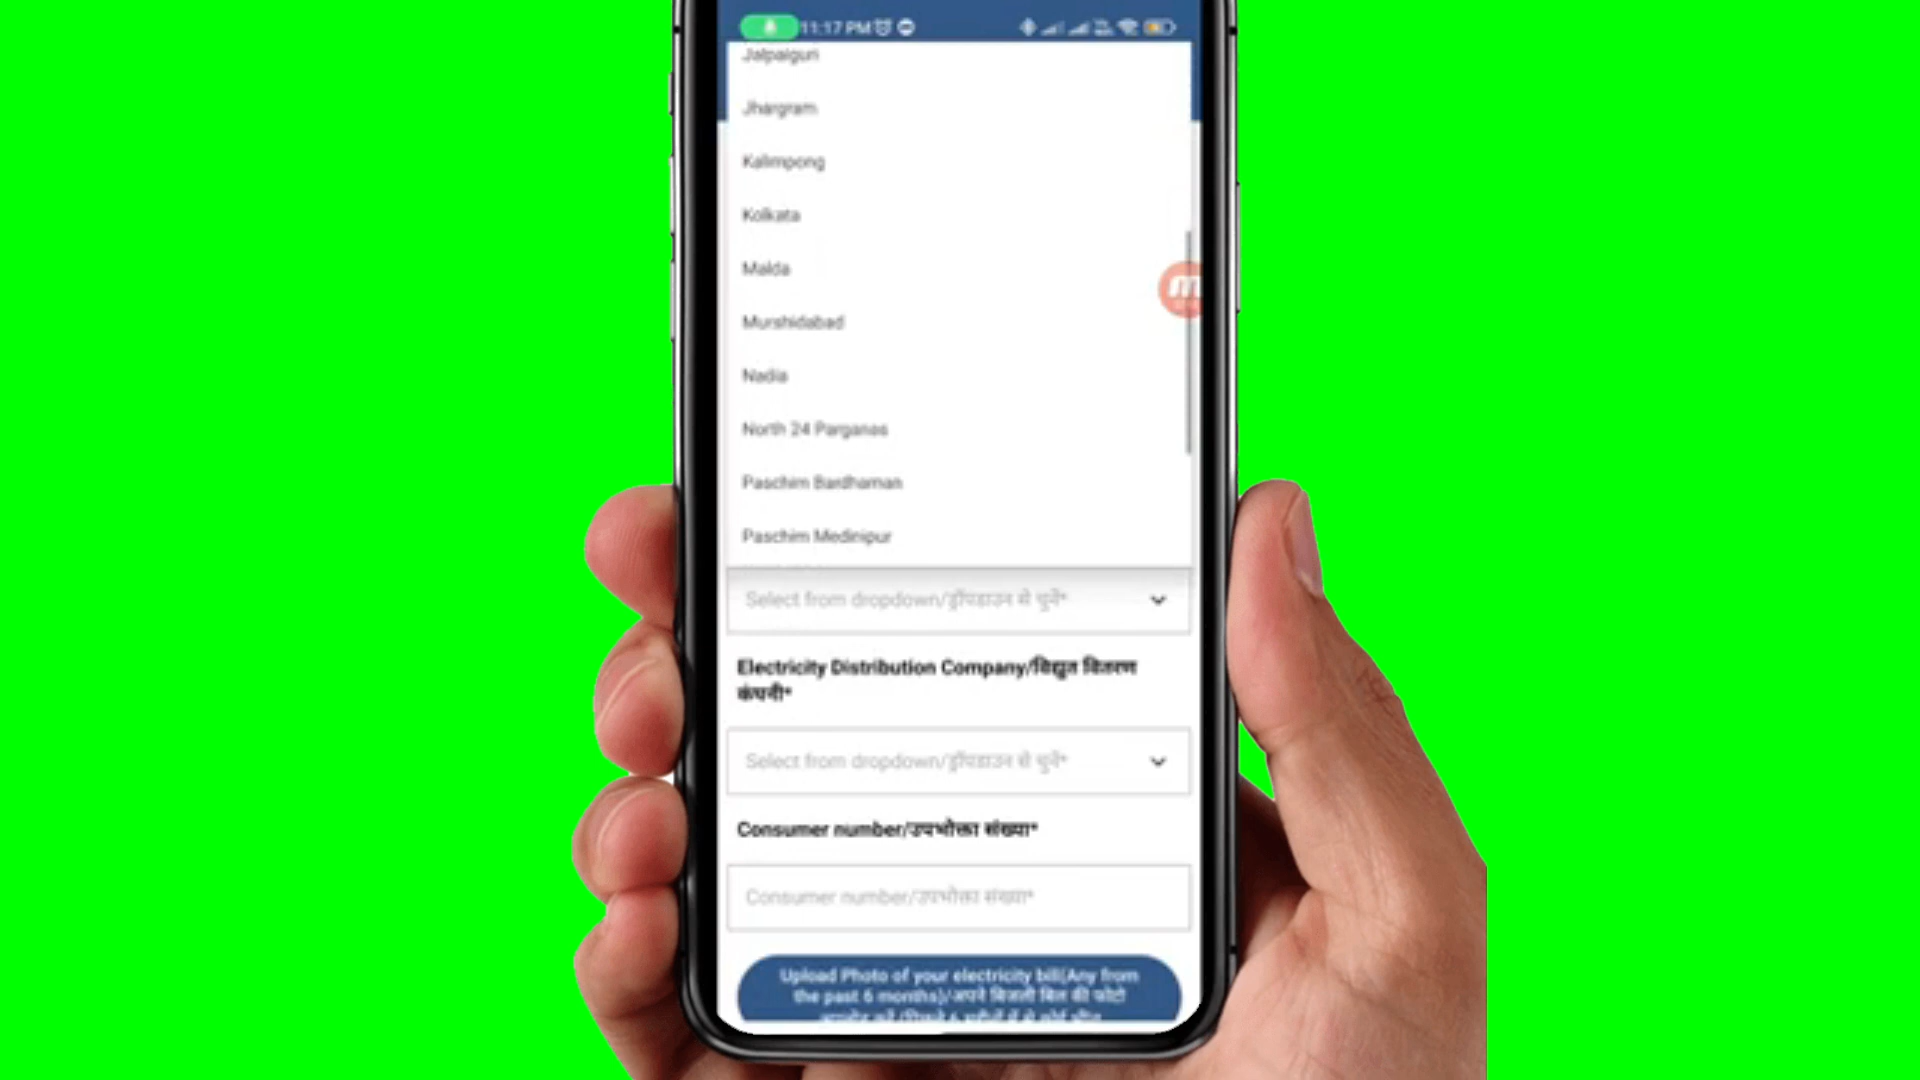 11:17 PM
Jalpaiguri
Jhargram
Kalimpong
Kolkata
Malda
Murshidabad
Nadia
North 24 Parganas
Paschim Bardhaman
Paschim Medinipur
Select from dropdown/ड्रॉपडाउन से चुनें*
Electricity Distribution Company/विद्युत वितरण
कंपनी*
Select from dropdown/ड्रॉपडाउन से चुनें*
Consumer number/उपभोक्ता संख्या*
Consumer number/उपभोक्ता संख्या*
Upload Photo of your electricity bill(Any from
the past 6 months)/अपने बिजली बिल की फोटो